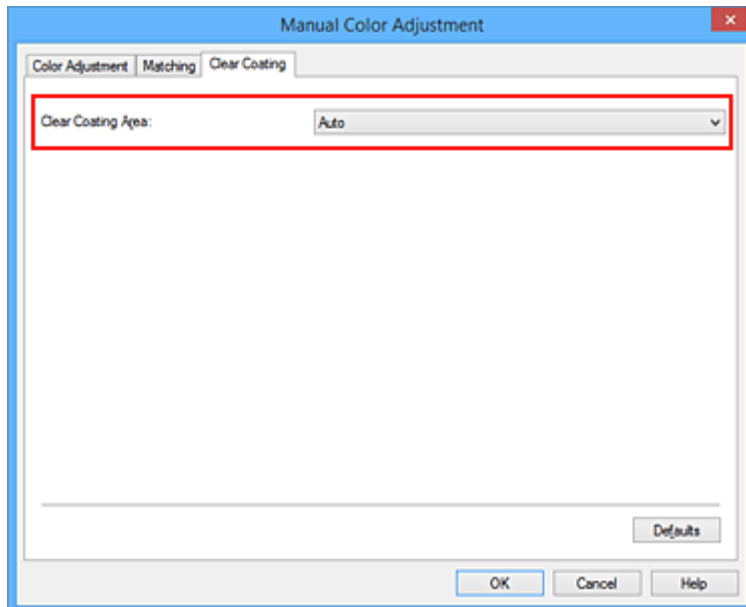 Manual Color Adjustment
Color Adjustment Matching Clear Coating
Clear Coating Area: Auto
Defaults
OK Cancel Help